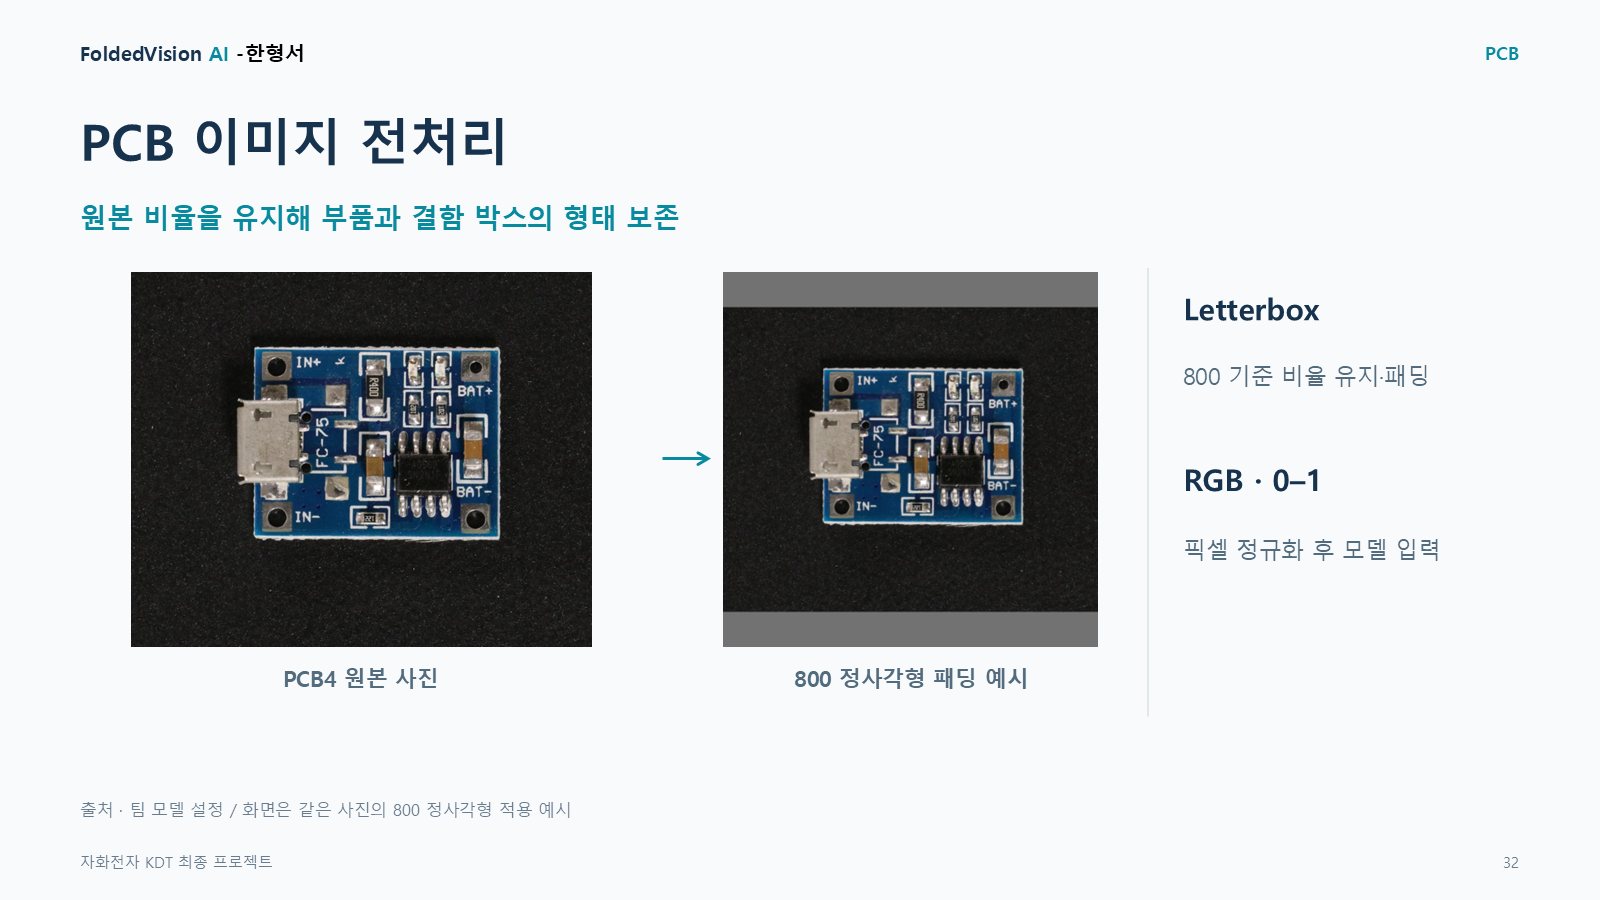 FoldedVision AI -한형서
PCB
PCB 이미지 전처리
원본 비율을 유지해 부품과 결함 박스의 형태 보존
IN+
BAT+
R400
FC-75
BAT-
IN-
IN+
BAT+
R400
FC-75
BAT-
IN-
PCB4 원본 사진
800 정사각형 패딩 예시
Letterbox
800 기준 비율 유지·패딩
RGB · 0–1
픽셀 정규화 후 모델 입력
출처 · 팀 모델 설정 / 화면은 같은 사진의 800 정사각형 적용 예시
자화전자 KDT 최종 프로젝트
32